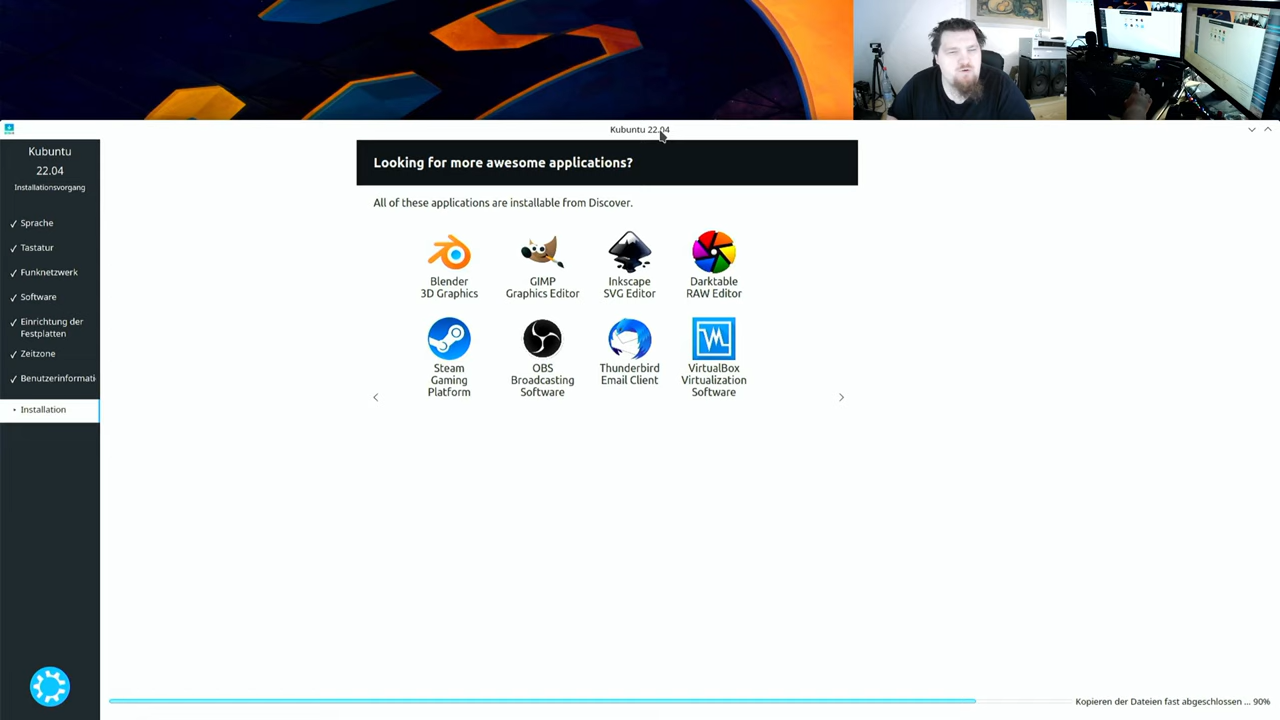 Kubuntu 22.04
Kubuntu
22.04
Installationsvorgang
✓ Sprache
✓ Tastatur
✓ Funknetzwerk
✓ Software
✓ Einrichtung der
Festplatten
✓ Zeitzone
✓ Benutzerinformati
• Installation
Looking for more awesome applications?
All of these applications are installable from Discover.
Blender
3D Graphics
GIMP
Graphics Editor
Inkscape
SVG Editor
Darktable
RAW Editor
Steam
Gaming
Platform
OBS
Broadcasting
Software
Thunderbird
Email Client
VirtualBox
Virtualization
Software
Kopieren der Dateien fast abgeschlossen ... 90%